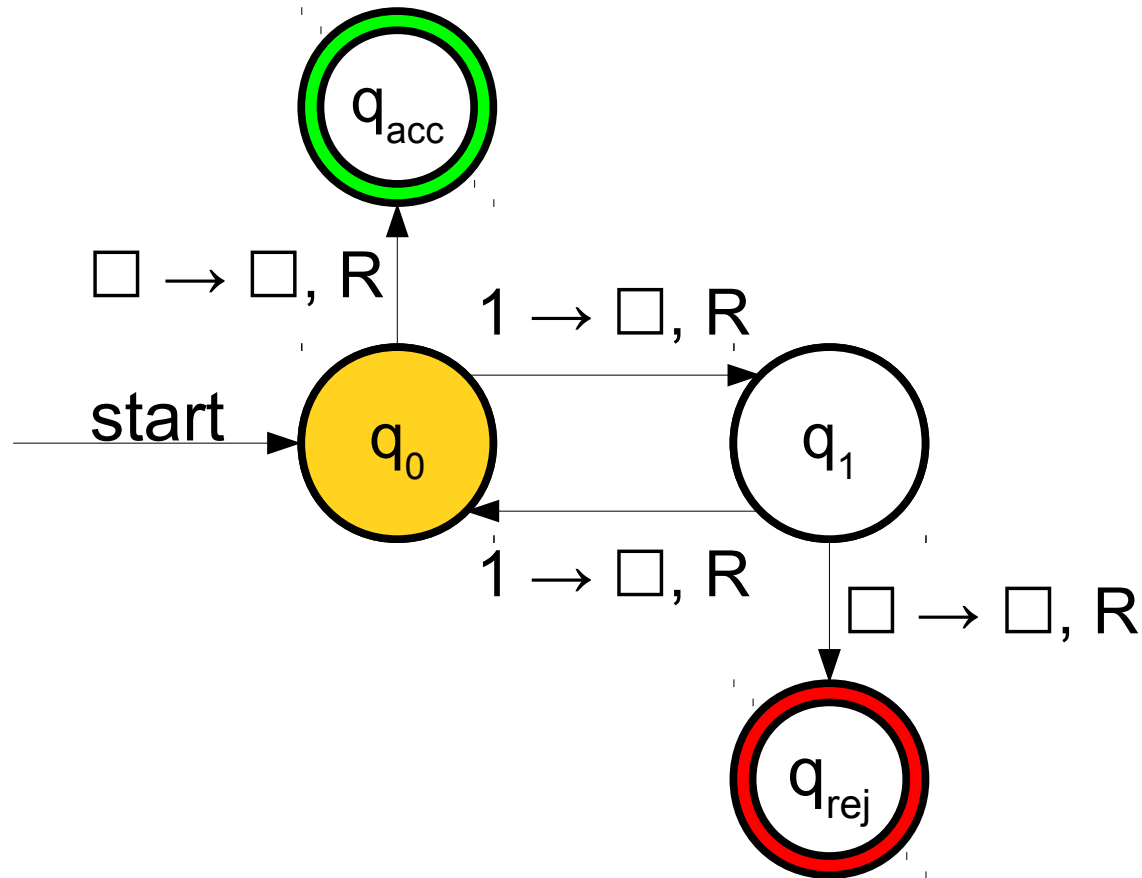 q_acc
□ → □, R
1 → □, R
start
q_0
q_1
1 → □, R
□ → □, R
q_rej